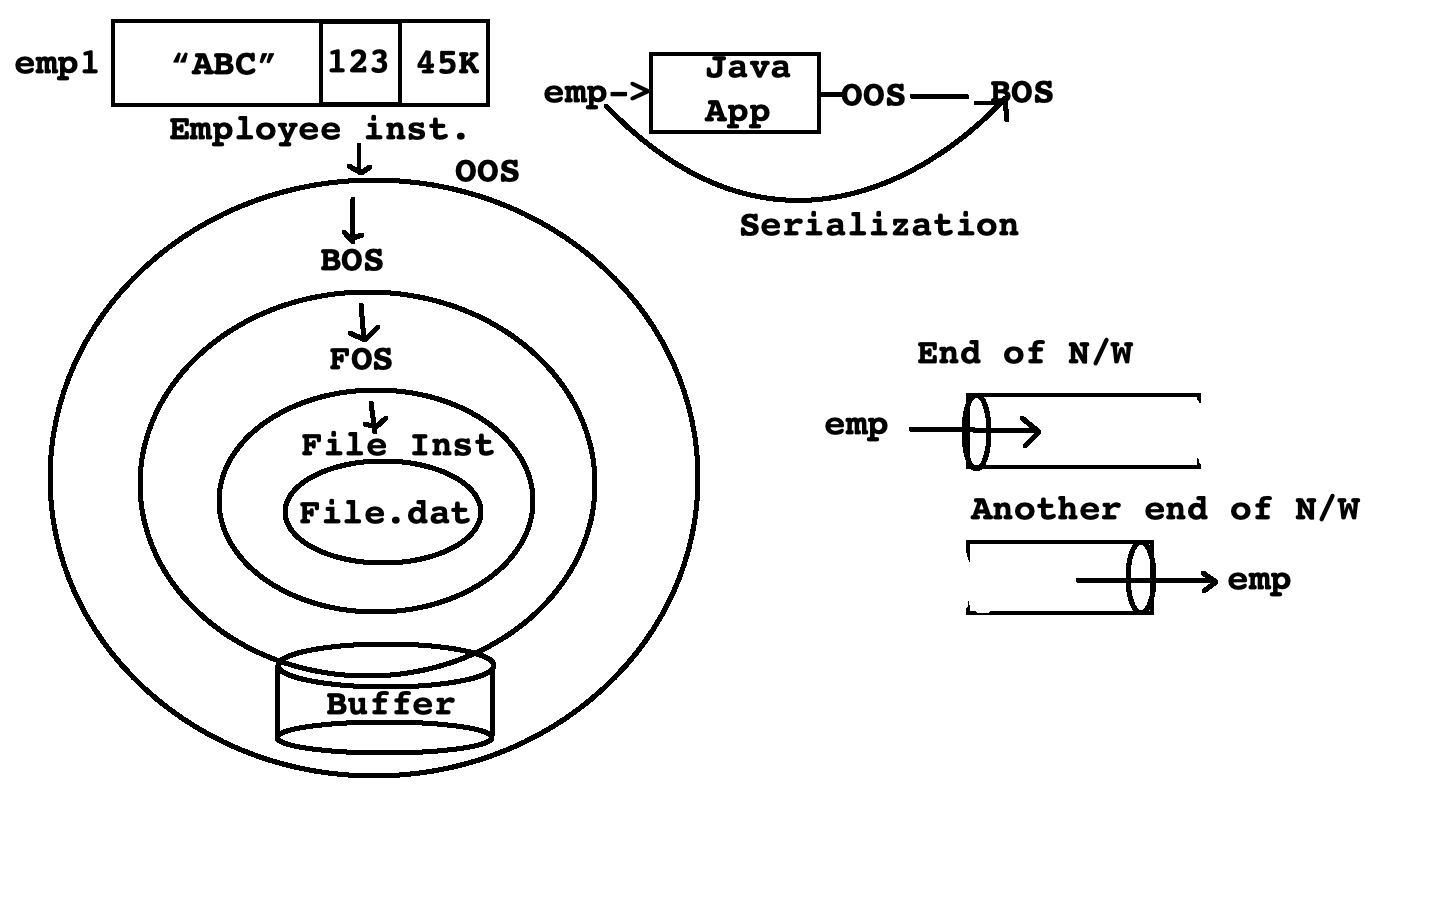 emp1 “ABC” 123 45K
Employee inst.
OOS
BOS
FOS
File Inst
File.dat
Buffer
emp->
Java
App
OOS
BOS
Serialization
End of N/W
emp
Another end of N/W
emp